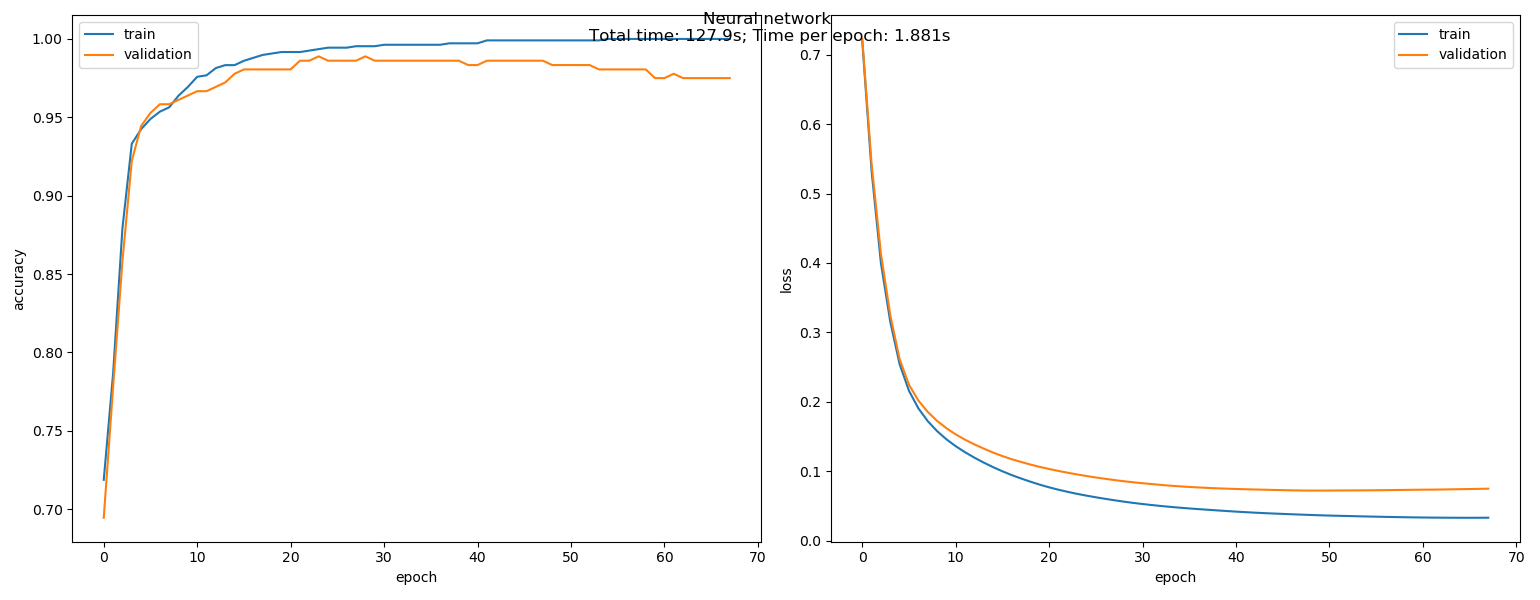 Neural network
Total time: 127.9s; Time per epoch: 1.881s
train
validation
1.00
0.95
0.90
0.85
0.80
0.75
0.70
accuracy
0 10 20 30 40 50 60 70
epoch
train
validation
0.7
0.6
0.5
0.4
0.3
0.2
0.1
0.0
loss
0 10 20 30 40 50 60 70
epoch